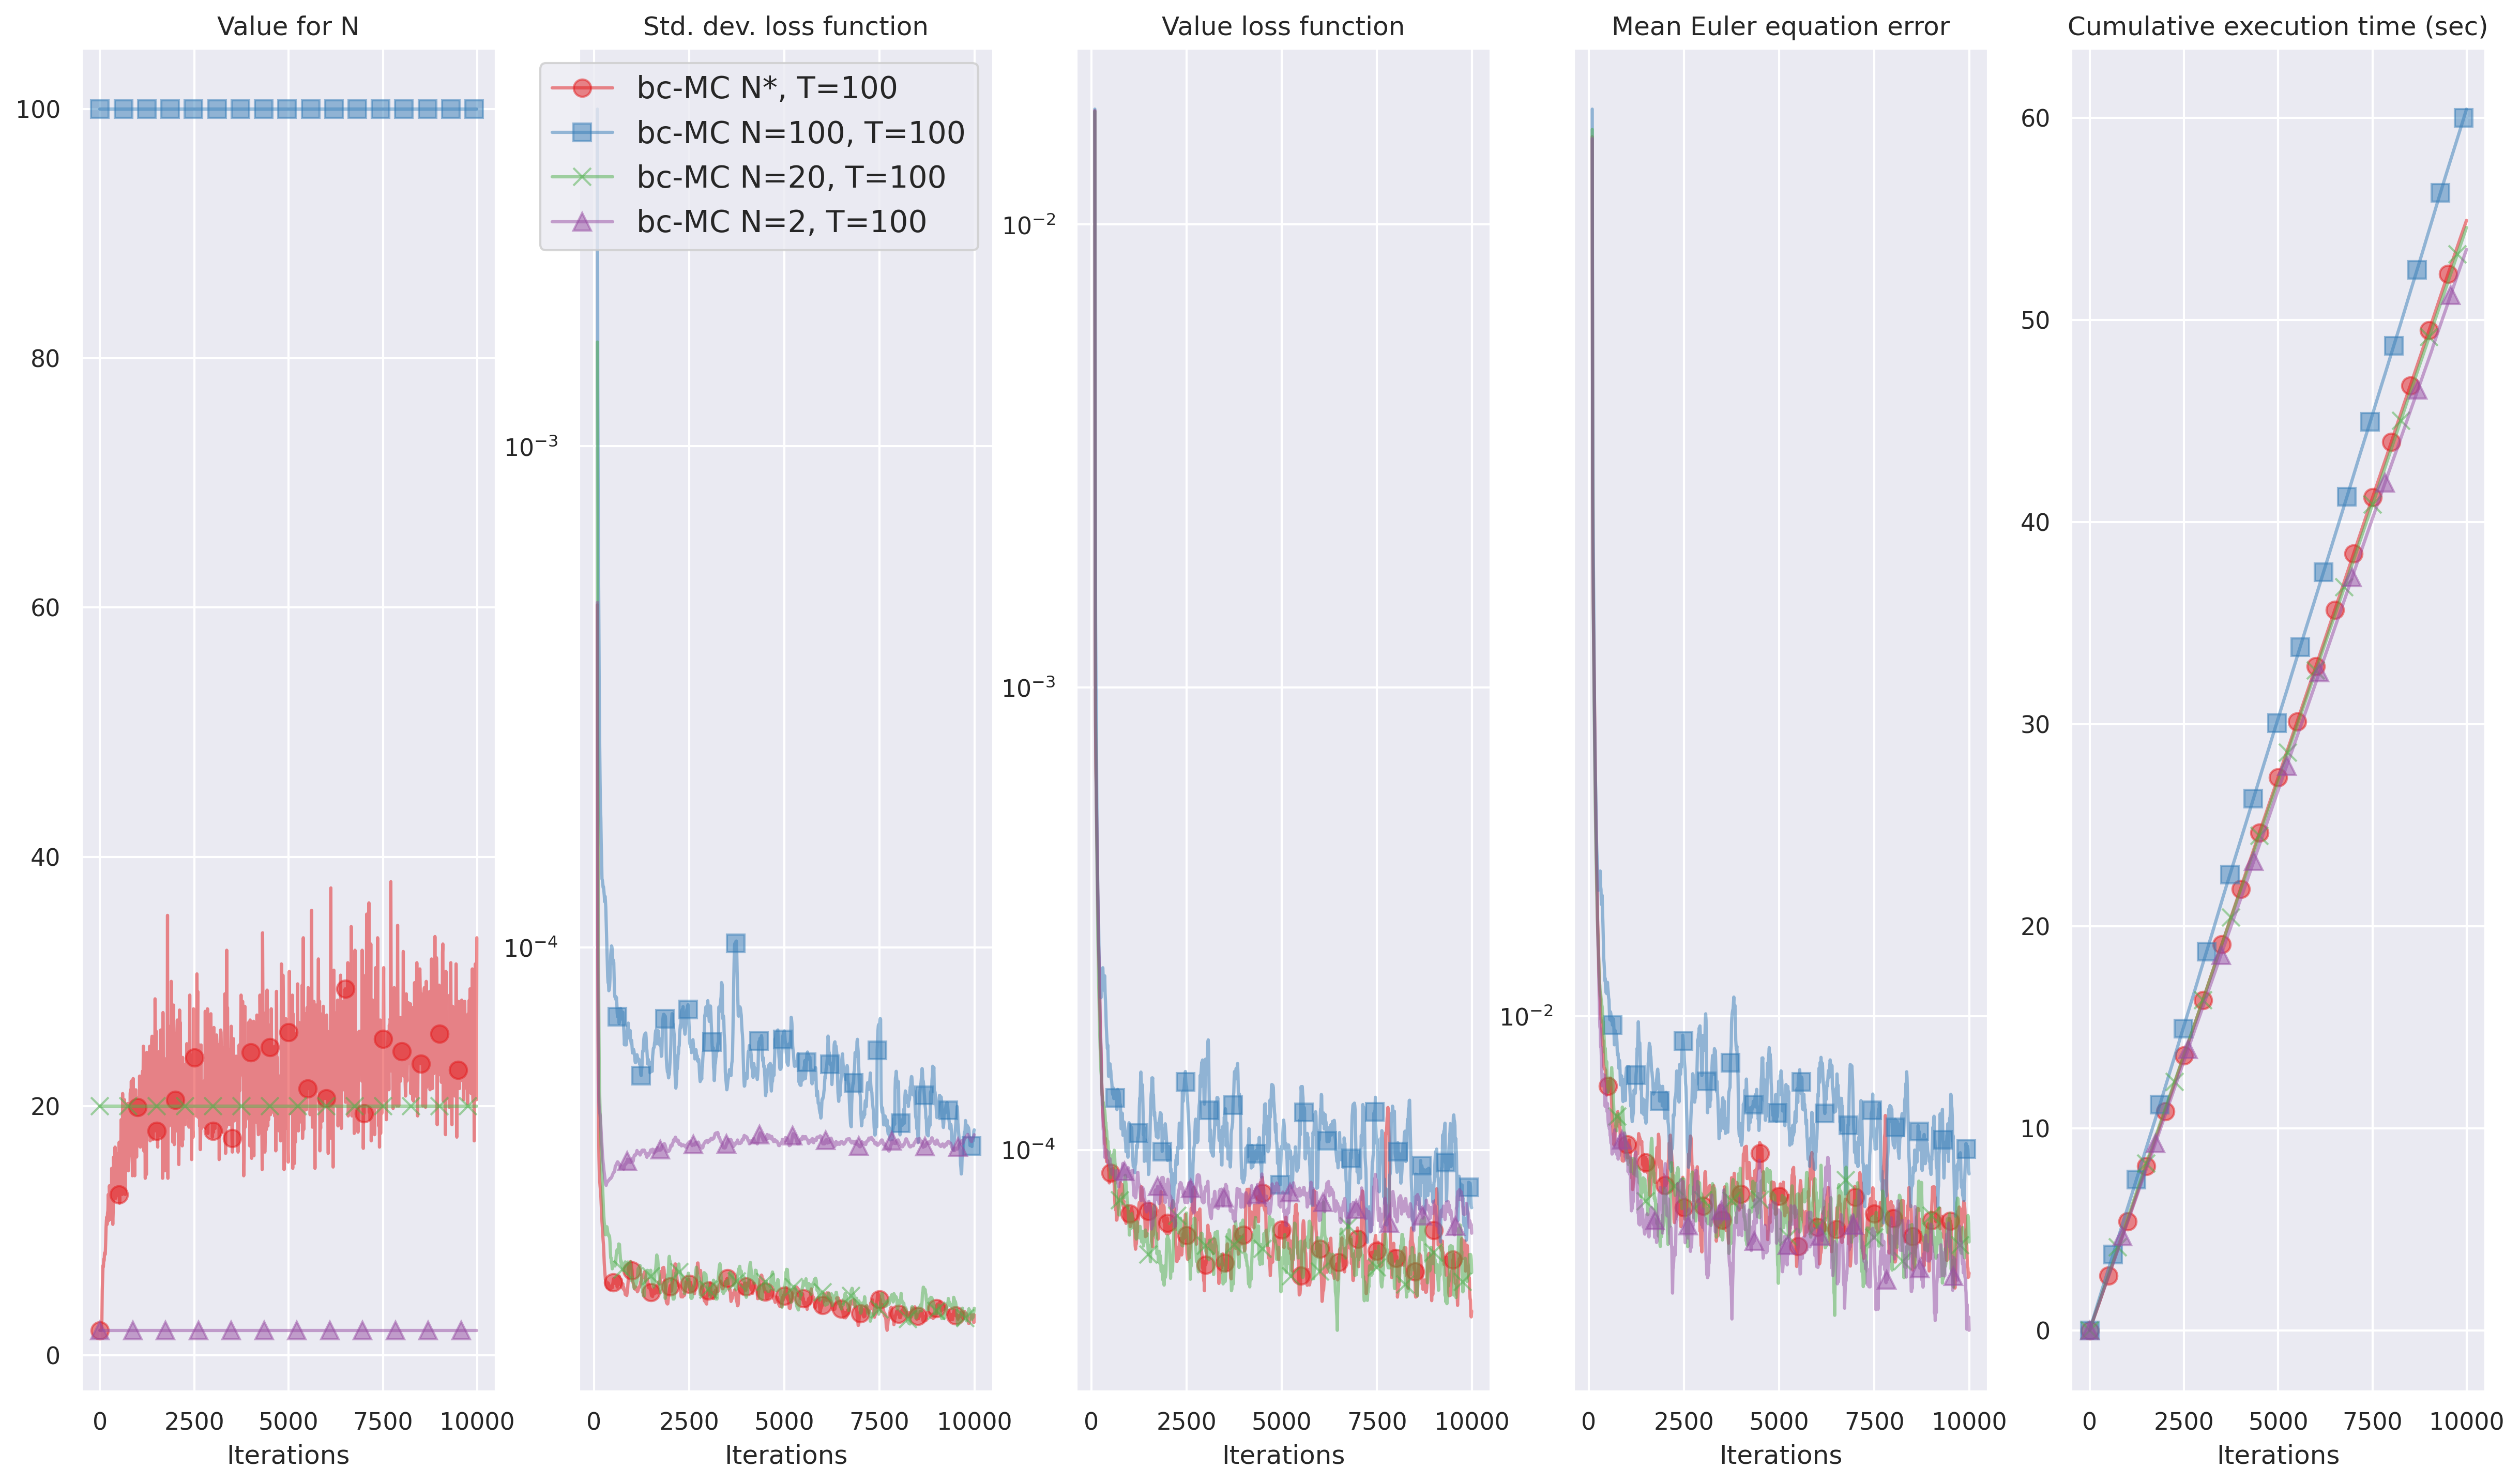 Value for N
Std. dev. loss function
Value loss function
Mean Euler equation error
Cumulative execution time (sec)
bc-MC N*, T=100
bc-MC N=100, T=100
bc-MC N=20, T=100
bc-MC N=2, T=100
100
80
60
40
20
0
0 2500 5000 7500 10000
Iterations
10⁻³
10⁻⁴
0 2500 5000 7500 10000
Iterations
10⁻²
10⁻³
10⁻⁴
0 2500 5000 7500 10000
Iterations
10⁻²
0 2500 5000 7500 10000
Iterations
60
50
40
30
20
10
0
0 2500 5000 7500 10000
Iterations